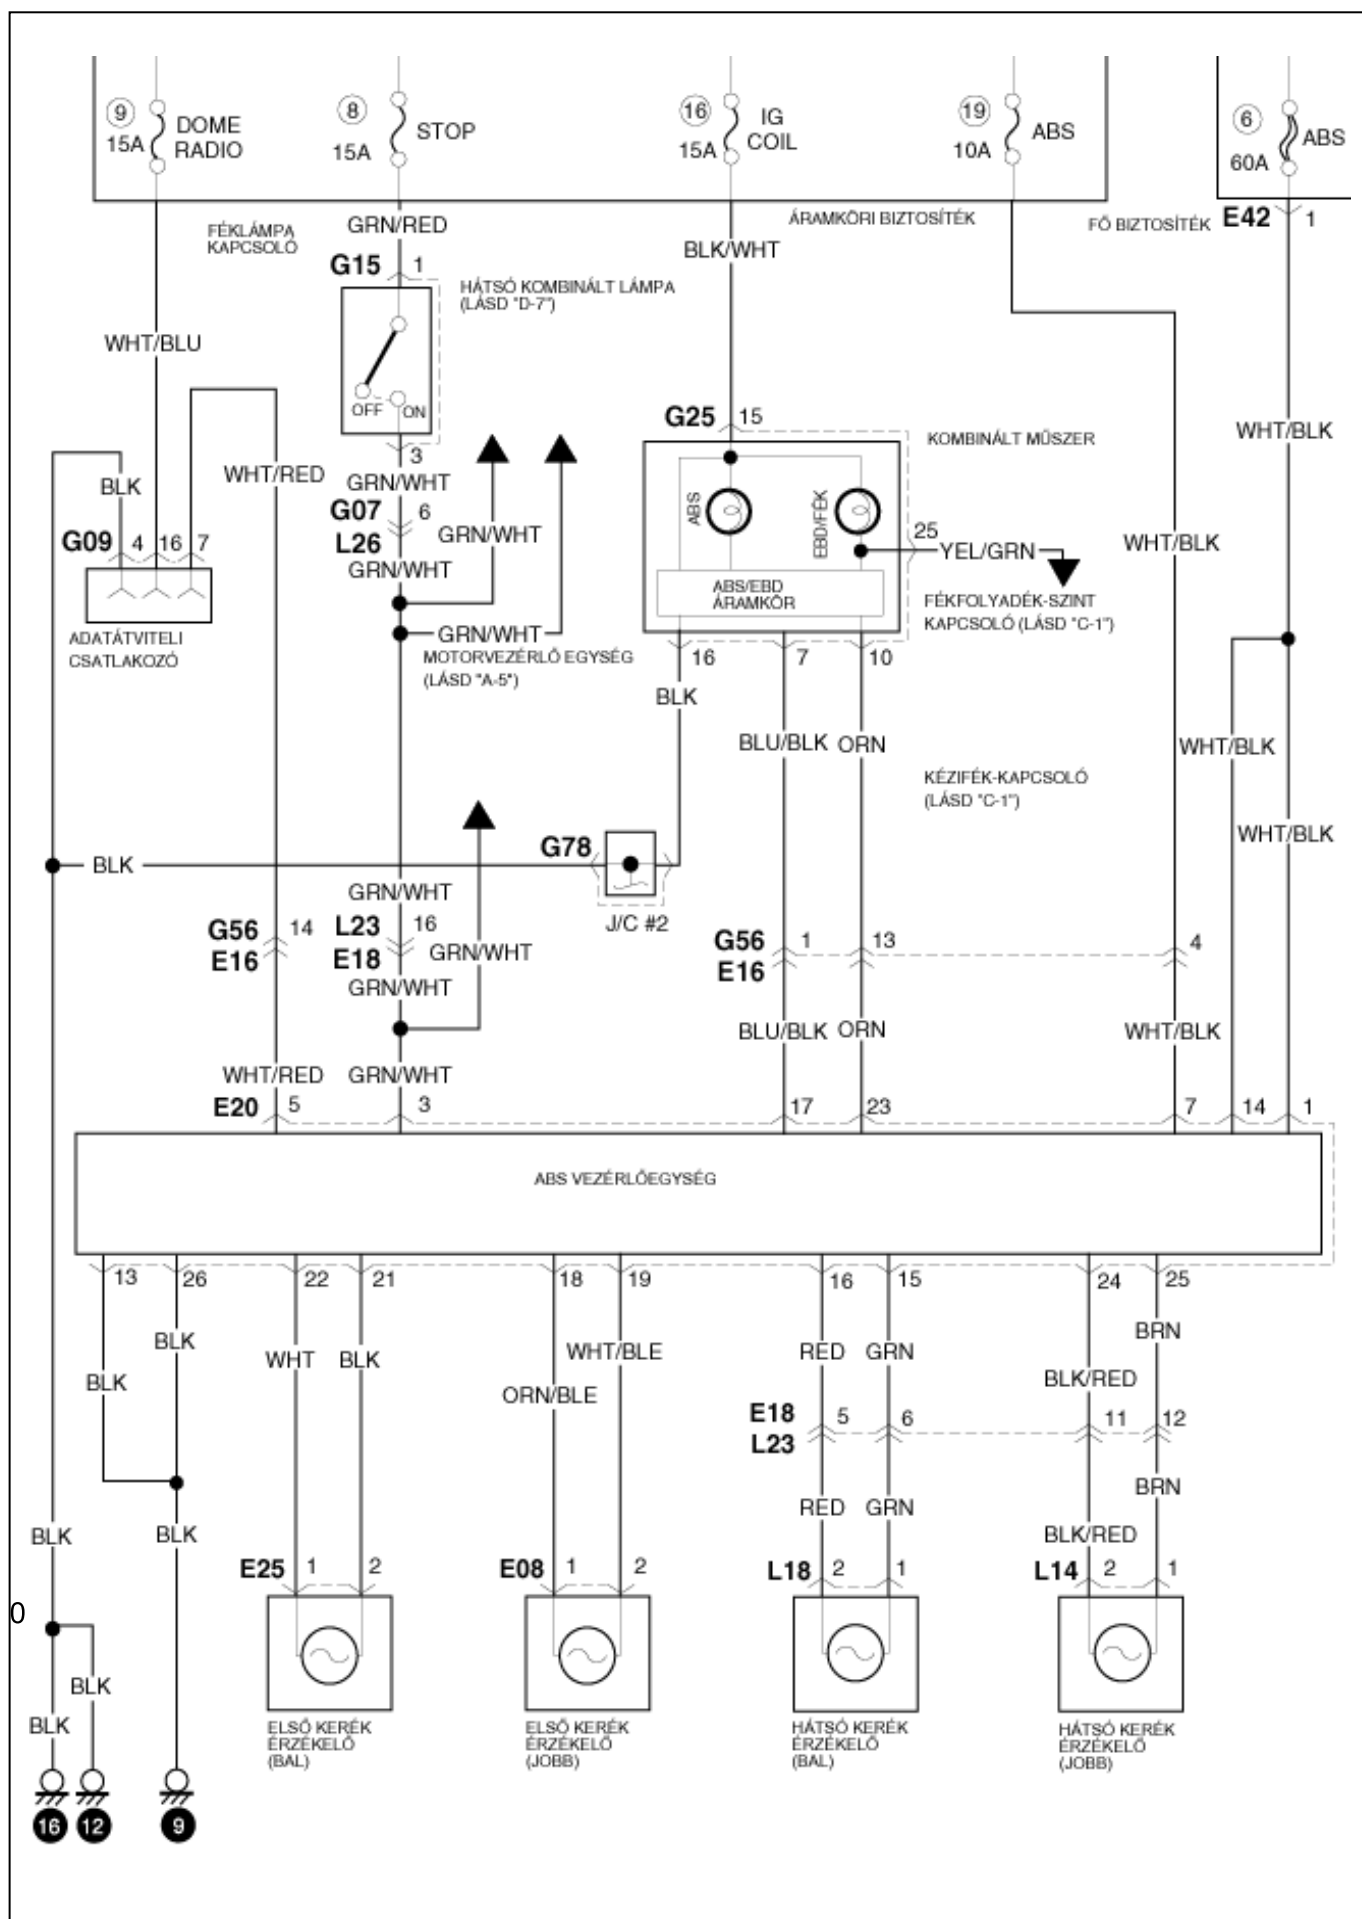 9
15A
DOME
RADIO
8
15A
STOP
16
15A
IG
COIL
19
10A
ABS
6
60A
ABS
FÉKLÁMPA
KAPCSOLÓ
GRN/RED
ÁRAMKÖRI BIZTOSÍTÉK
FŐ BIZTOSÍTÉK
E42
1
BLK/WHT
G15
1
HÁTSÓ KOMBINÁLT LÁMPA
(LÁSD "D-7")
WHT/BLU
OFF
ON
G25
15
KOMBINÁLT MŰSZER
WHT/BLK
3
WHT/RED
GRN/WHT
BLK
G07
6
L26
GRN/WHT
ABS
EBD/FÉK
25
YEL/GRN
WHT/BLK
G09
4
16
7
GRN/WHT
ABS/EBD
ÁRAMKÖR
FÉKFOLYADÉK-SZINT
KAPCSOLÓ (LÁSD "C-1")
ADATÁTVITELI
CSATLAKOZÓ
GRN/WHT
MOTORVEZÉRLŐ EGYSÉG
(LÁSD "A-5")
16
7
10
BLK
BLU/BLK
ORN
WHT/BLK
KÉZIFÉK-KAPCSOLÓ
(LÁSD "C-1")
WHT/BLK
G78
BLK
GRN/WHT
J/C #2
G56
14
E16
L23
16
E18
GRN/WHT
G56
1
13
4
E16
GRN/WHT
BLU/BLK
ORN
WHT/BLK
WHT/RED
GRN/WHT
E20
5
3
17
23
7
14
1
ABS VEZÉRLŐEGYSÉG
13
26
22
21
18
19
16
15
24
25
BLK
BRN
WHT
BLK
WHT/BLE
RED
GRN
BLK
ORN/BLE
BLK/RED
E18
5
6
11
12
L23
BRN
RED
GRN
BLK
BLK
BLK/RED
E25
1
2
E08
1
2
L18
2
1
L14
2
1
0
BLK
BLK
ELSŐ KERÉK
ÉRZÉKELŐ
(BAL)
ELSŐ KERÉK
ÉRZÉKELŐ
(JOBB)
HÁTSÓ KERÉK
ÉRZÉKELŐ
(BAL)
HÁTSÓ KERÉK
ÉRZÉKELŐ
(JOBB)
16
12
9